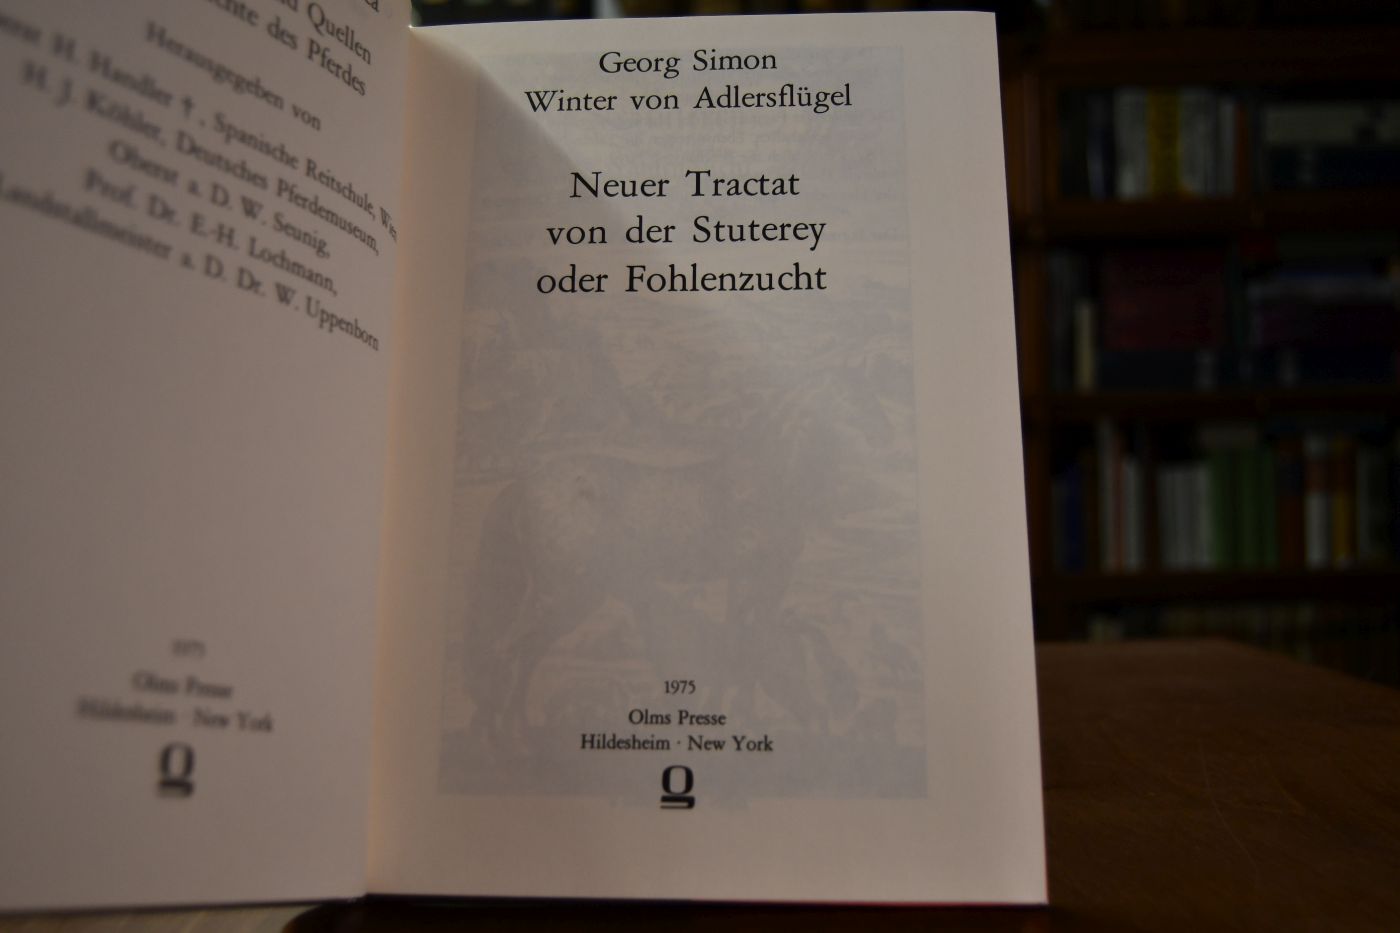 Quellen
des Pferdes
Herausgegeben von
H. Handler †, Spanische Reitschule,
H. J. Köhler, Deutsches Pferdemuseum,
Oberst a. D. W. Seunig,
Prof. Dr. E.-H. Lochmann,
Landstallmeister a. D. Dr. W. Uppenborn
1975
Olms Presse
Hildesheim · New York
Georg Simon
Winter von Adlersflügel
Neuer Tractat
von der Stuterey
oder Fohlenzucht
1975
Olms Presse
Hildesheim · New York